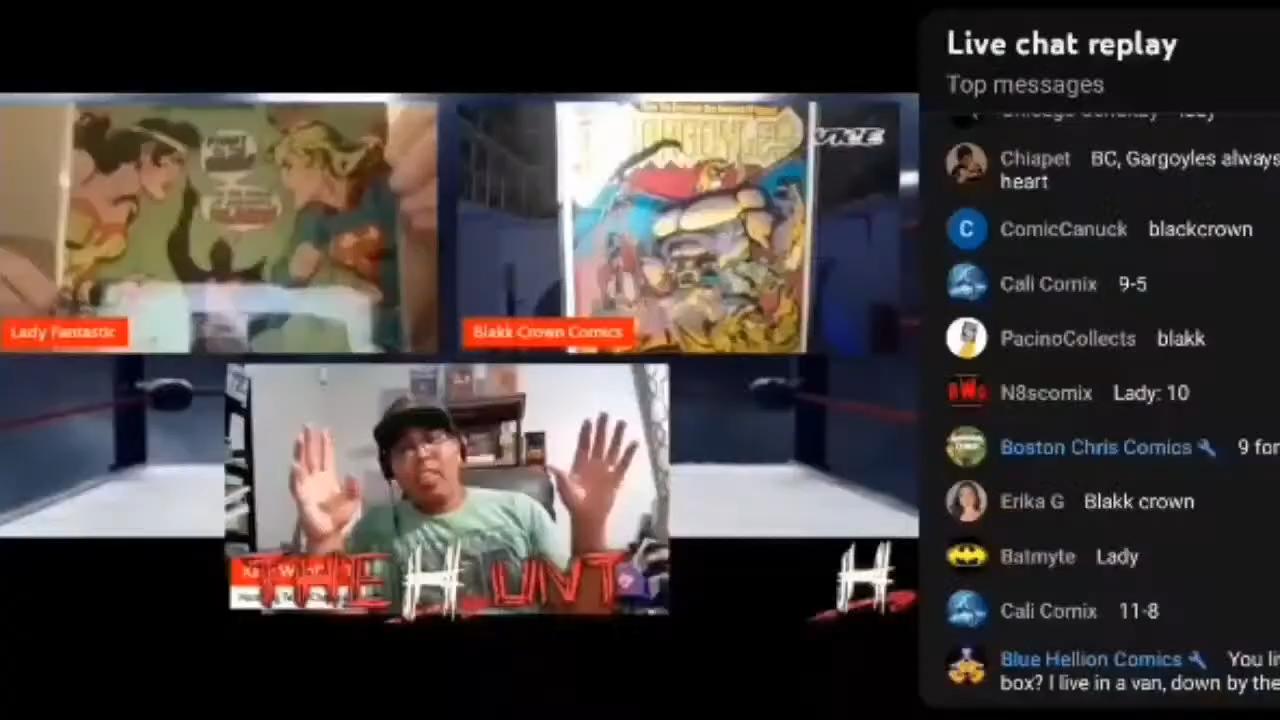 Live chat replay
Top messages
Chiapet BC, Gargoyles always
heart
C ComicCanuck blackcrown
Cali Comix 9-5
PacinoCollects blakk
N8scomix Lady: 10
Boston Chris Comics 9 for
Erika G Blakk crown
Batmyte Lady
Cali Comix 11-8
Blue Hellion Comics You
box? I live in a van, down by the
GARGOYLES
VICE
Lady Fantastic
Blakk Crown Comics
THE HUNT
H